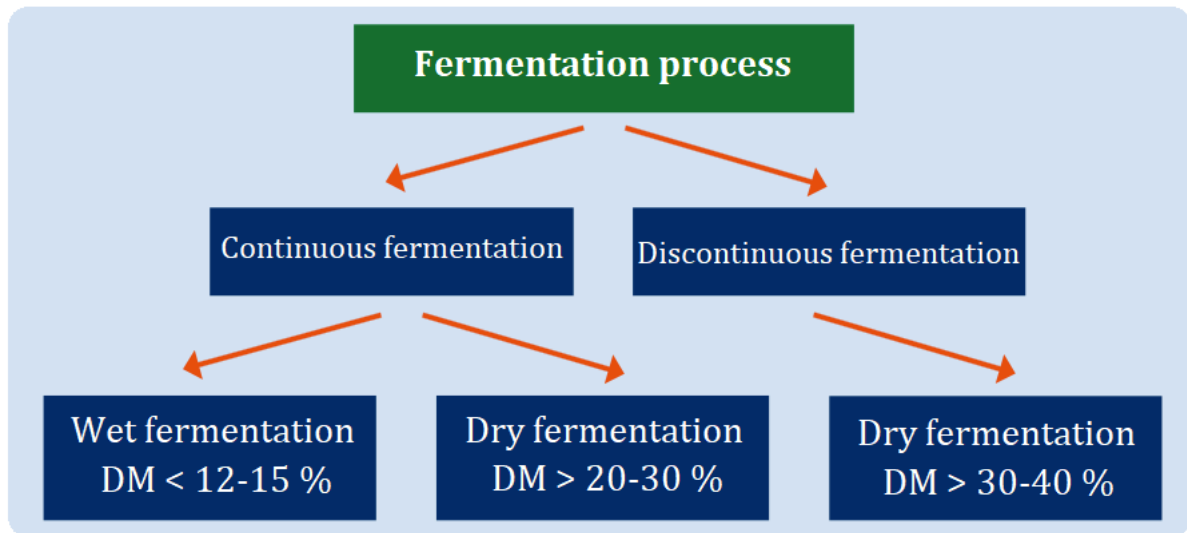 Fermentation process
Continuous fermentation
Discontinuous fermentation
Wet fermentation
DM < 12-15 %
Dry fermentation
DM > 20-30 %
Dry fermentation
DM > 30-40 %